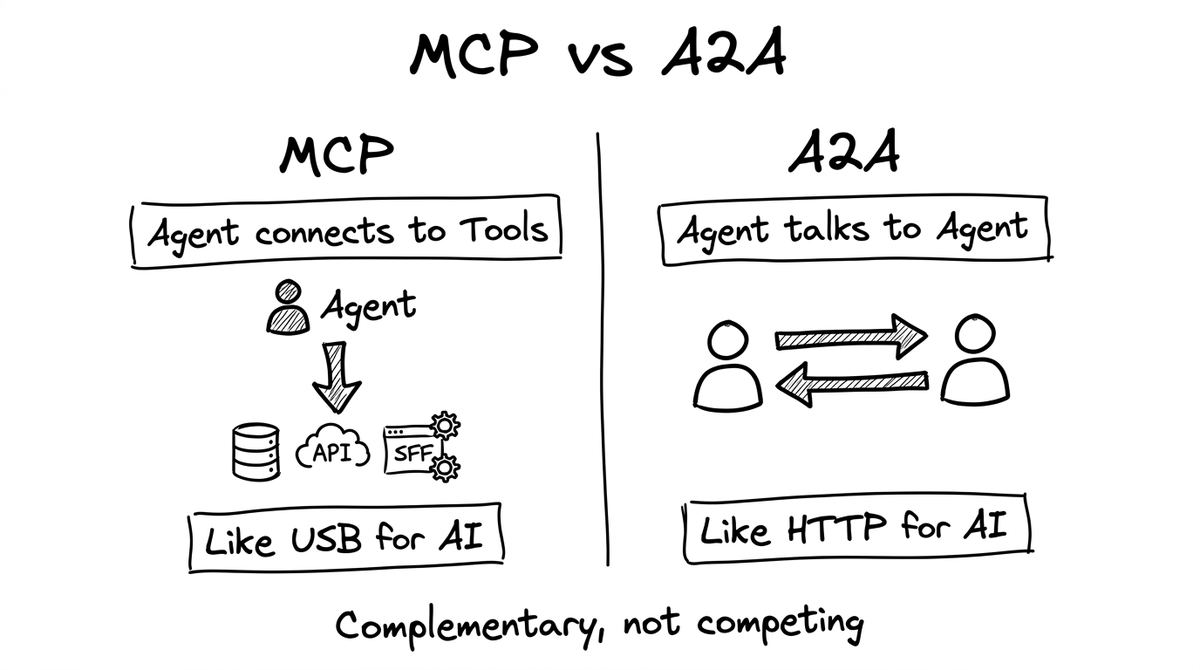 MCP vs A2A
MCP
Agent connects to Tools
Agent
API
SFF
Like USB for AI
A2A
Agent talks to Agent
Like HTTP for AI
Complementary, not competing